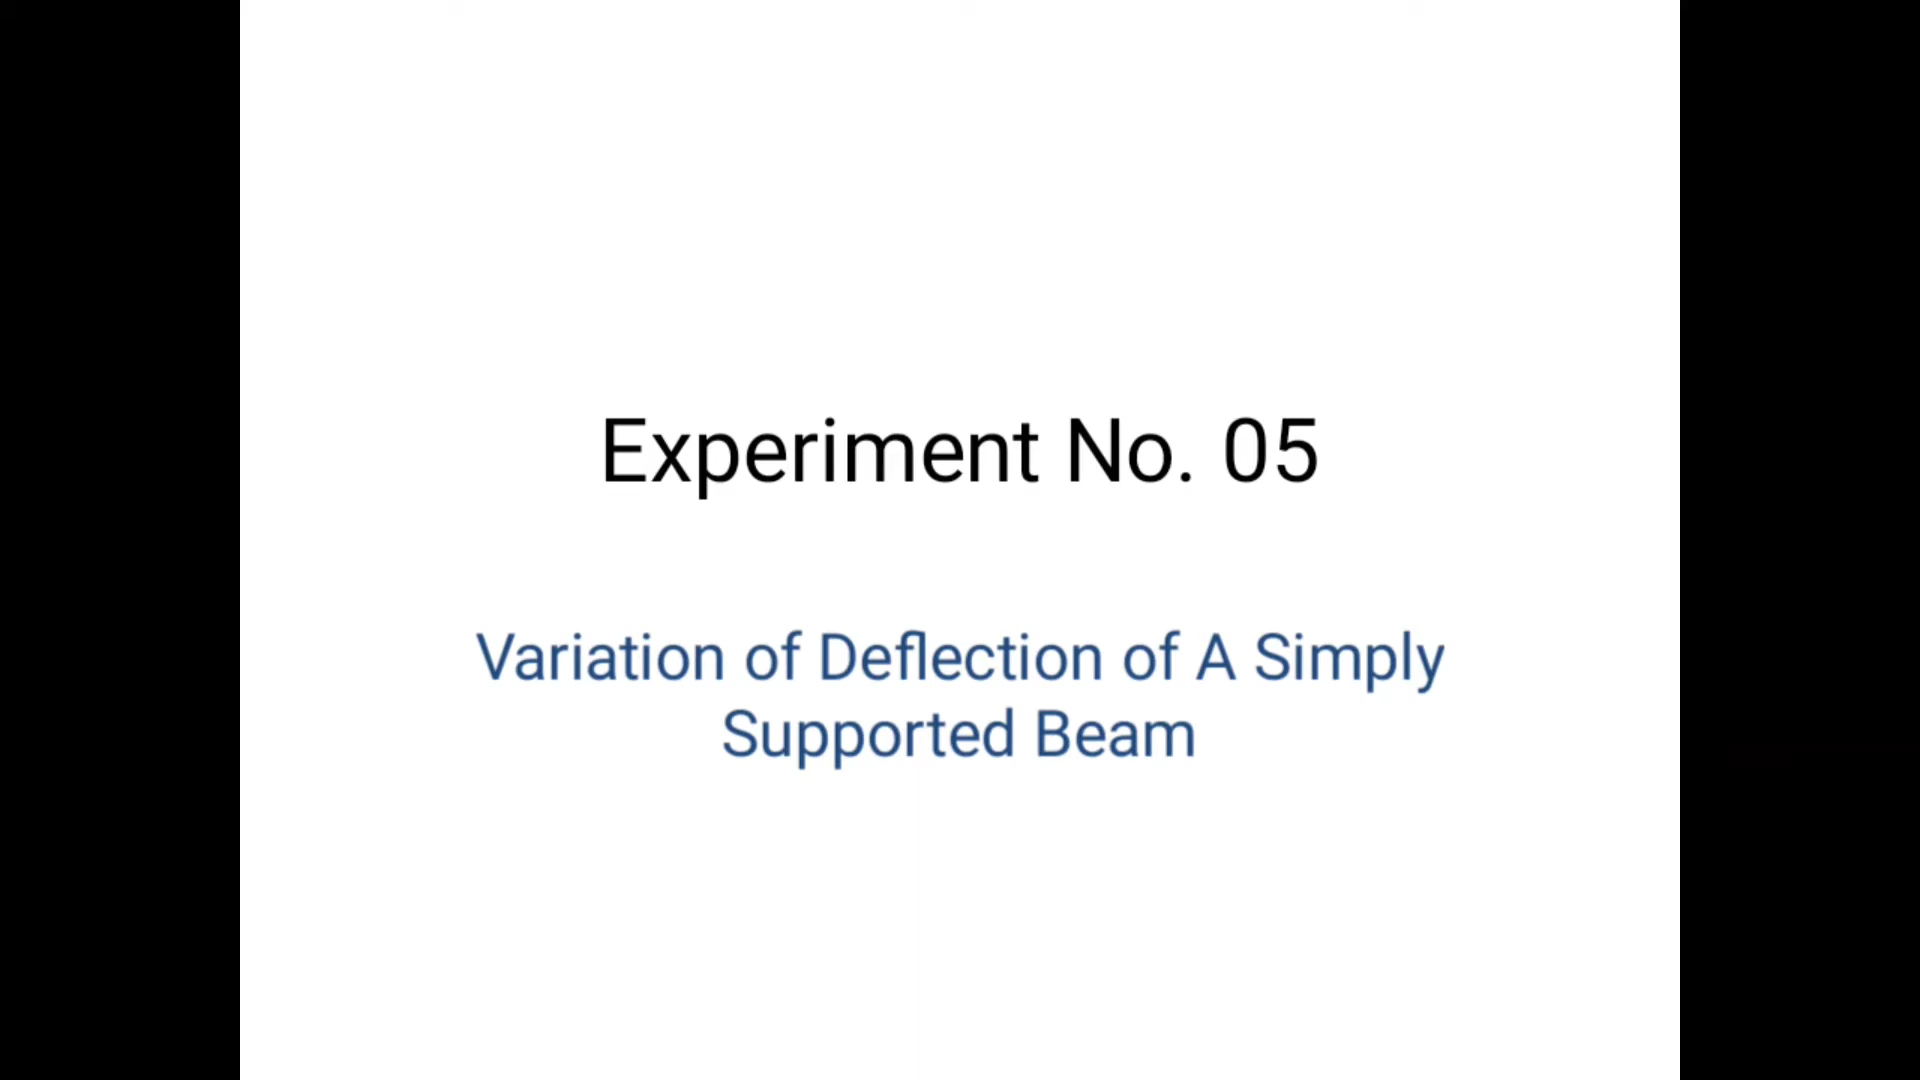 Experiment No. 05
Variation of Deflection of A Simply
Supported Beam